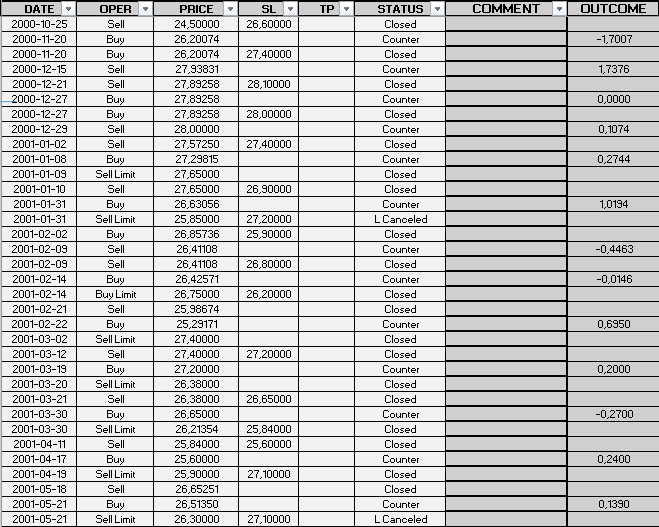 DATE OPER PRICE SL TP STATUS COMMENT OUTCOME
2000-10-25 Sell 24,50000 26,60000 Closed
2000-11-20 Buy 26,20074 Counter -1,7007
2000-11-20 Buy 26,20074 27,40000 Closed
2000-12-15 Sell 27,93831 Counter 1,7376
2000-12-21 Sell 27,89258 28,10000 Closed
2000-12-27 Buy 27,89258 Counter 0,0000
2000-12-27 Buy 27,89258 28,00000 Closed
2000-12-29 Sell 28,00000 Counter 0,1074
2001-01-02 Sell 27,57250 27,40000 Closed
2001-01-08 Buy 27,29815 Counter 0,2744
2001-01-09 Sell Limit 27,65000 Closed
2001-01-10 Sell 27,65000 26,90000 Closed
2001-01-31 Buy 26,63056 Counter 1,0194
2001-01-31 Sell Limit 25,85000 27,20000 L Canceled
2001-02-02 Buy 26,85736 25,90000 Closed
2001-02-09 Sell 26,41108 Counter -0,4463
2001-02-09 Sell 26,41108 26,80000 Closed
2001-02-14 Buy 26,42571 Counter -0,0146
2001-02-14 Buy Limit 26,75000 26,20000 Closed
2001-02-21 Sell 25,98674 Closed
2001-02-22 Buy 25,29171 Counter 0,6950
2001-03-02 Sell Limit 27,40000 Closed
2001-03-12 Sell 27,40000 27,20000 Closed
2001-03-19 Buy 27,20000 Counter 0,2000
2001-03-20 Sell Limit 26,38000 Closed
2001-03-21 Sell 26,38000 26,65000 Closed
2001-03-30 Buy 26,65000 Counter -0,2700
2001-03-30 Sell Limit 26,21354 25,84000 Closed
2001-04-11 Sell 25,84000 25,60000 Closed
2001-04-17 Buy 25,60000 Counter 0,2400
2001-04-19 Sell Limit 25,90000 27,10000 Closed
2001-05-18 Sell 26,65251 Closed
2001-05-21 Buy 26,51350 Counter 0,1390
2001-05-21 Sell Limit 26,30000 27,10000 L Canceled